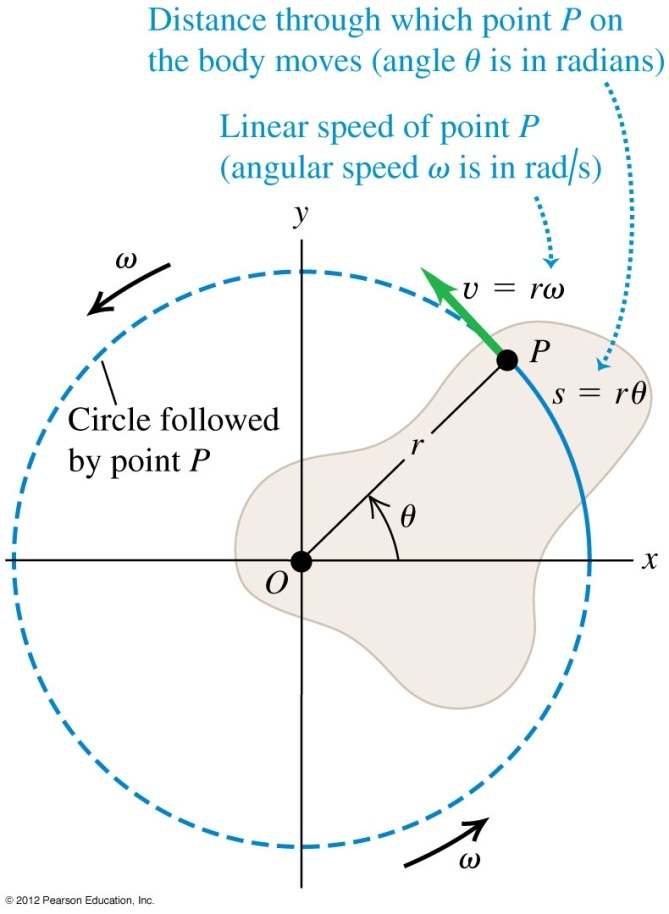 Distance through which point P on
the body moves (angle θ is in radians)
Linear speed of point P
(angular speed ω is in rad/s)
y
ω
v = rω
P
s = rθ
Circle followed
by point P
r
θ
O
x
ω
© 2012 Pearson Education, Inc.